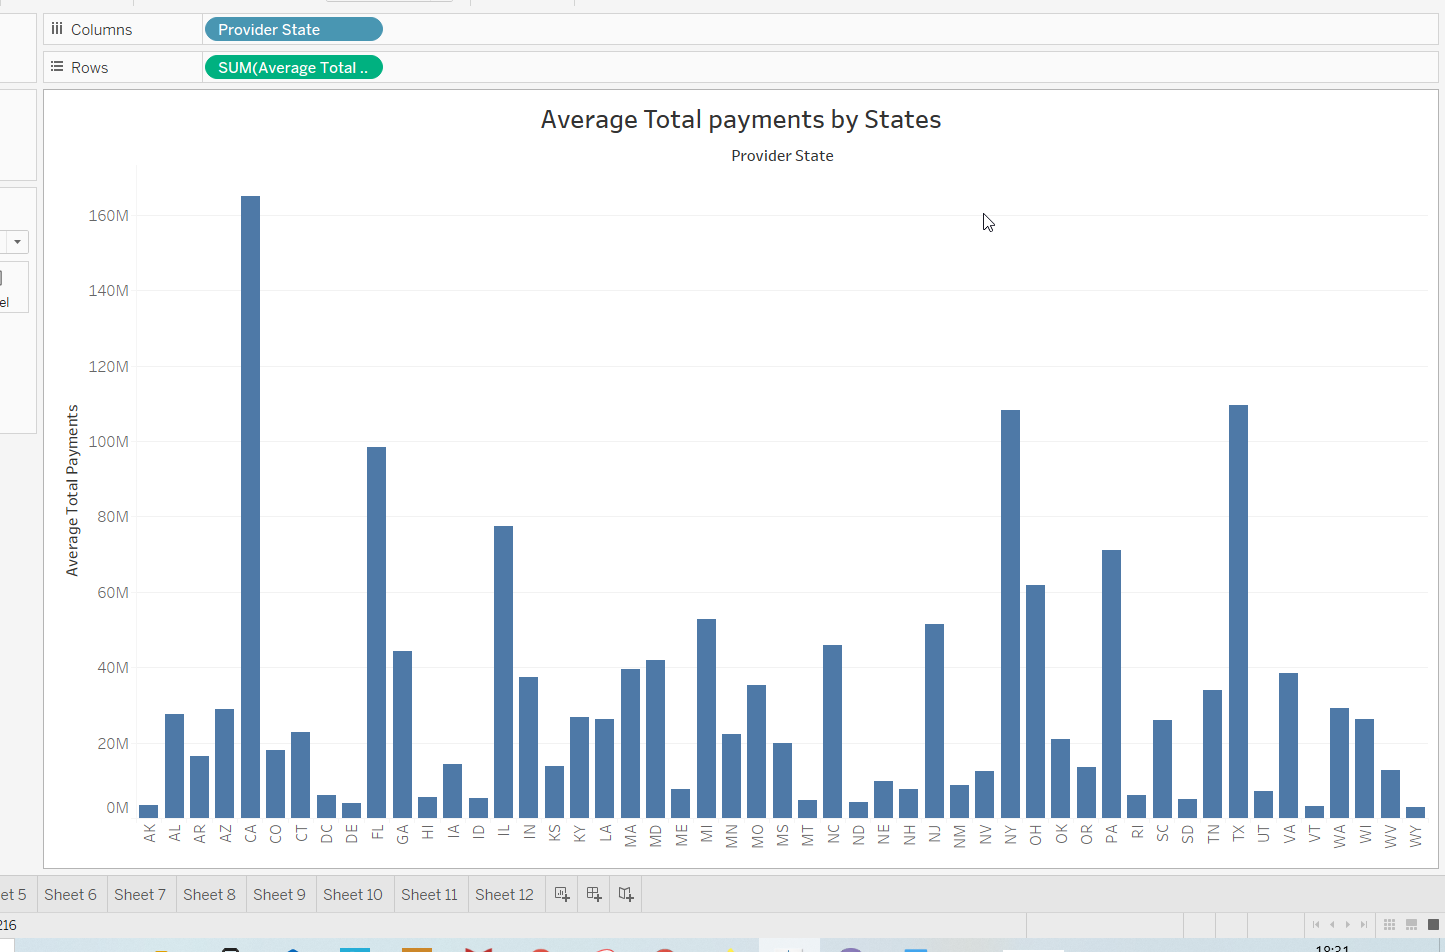 Columns
Provider State
Rows
SUM(Average Total ..
Average Total payments by States
Provider State
160M
140M
120M
100M
80M
60M
40M
20M
0M
Average Total Payments
AK AL AR AZ CA CO CT DC DE FL GA HI IA ID IL IN KS KY LA MA MD ME MI MN MO MS MT NC ND NE NH NJ NM NV NY OH OK OR PA RI SC SD TN TX UT VA VT WA WI WV WY
el
et 5 Sheet 6 Sheet 7 Sheet 8 Sheet 9 Sheet 10 Sheet 11 Sheet 12
216